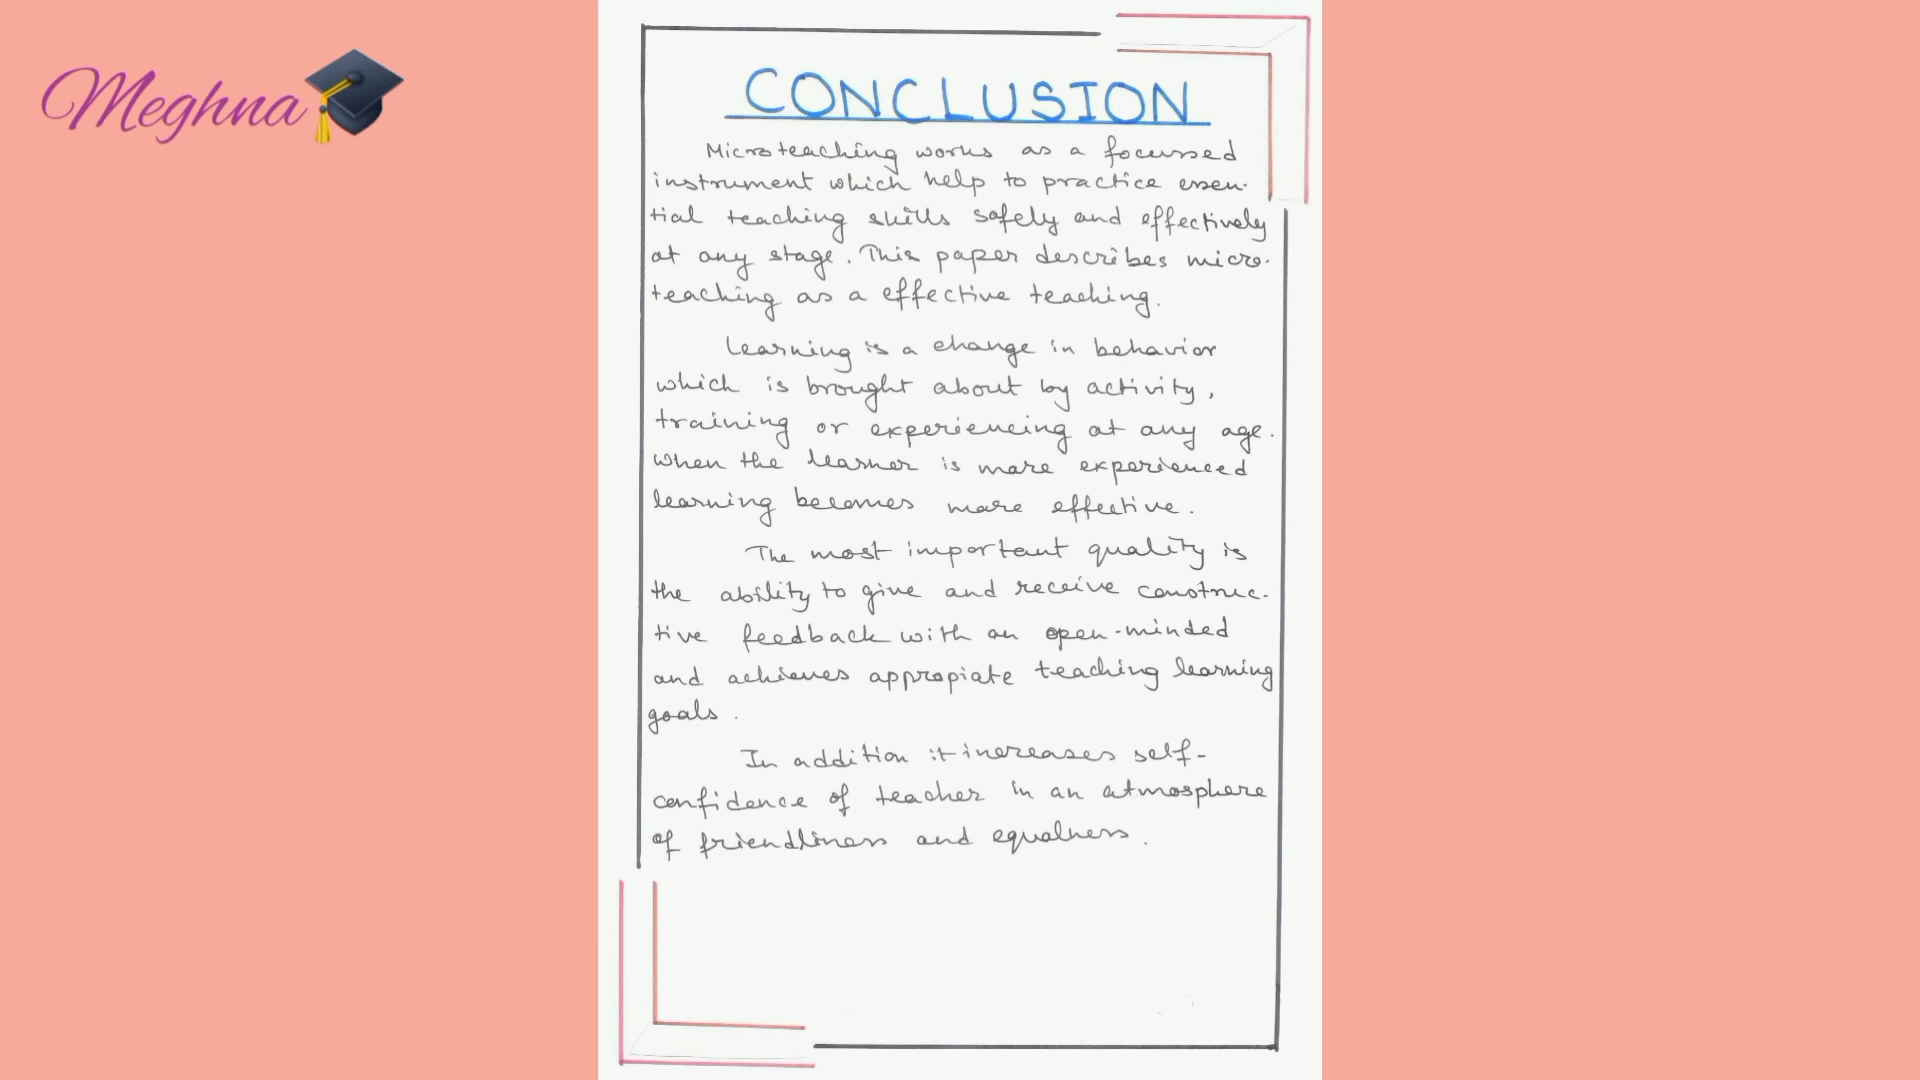 Meghna
CONCLUSION
Microteaching works as a focussed
instrument which help to practice essen-
tial teaching skills safely and effectively
at any stage. This paper describes micro-
teaching as a effective teaching.
Learning is a change in behavior
which is brought about by activity,
training or experiencing at any age.
When the learner is more experienced
learning becomes more effective.
The most important quality is
the ability to give and receive construc-
tive feedback with an open-minded
and achieves appropiate teaching learning
goals.
In addition it increases self-
confidence of teacher in an atmosphere
of friendliness and equalness.